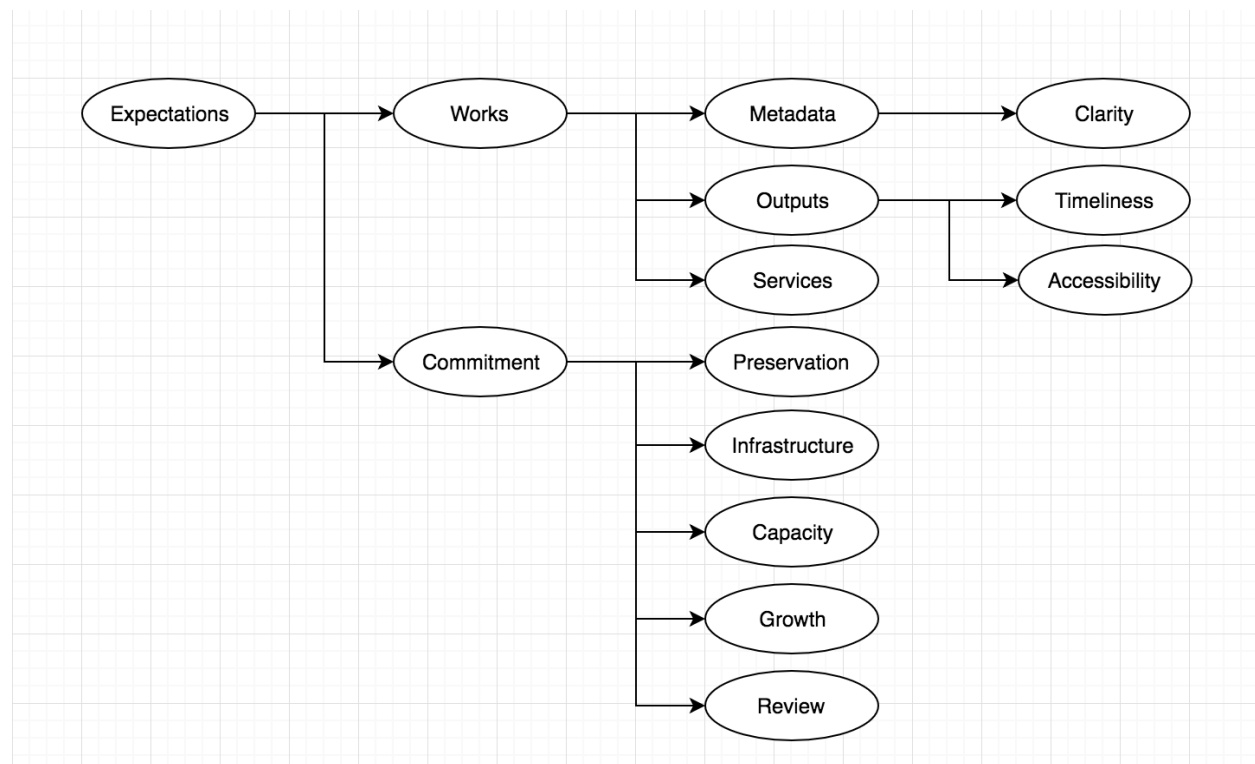 Expectations
Works
Metadata
Clarity
Outputs
Timeliness
Services
Accessibility
Commitment
Preservation
Infrastructure
Capacity
Growth
Review